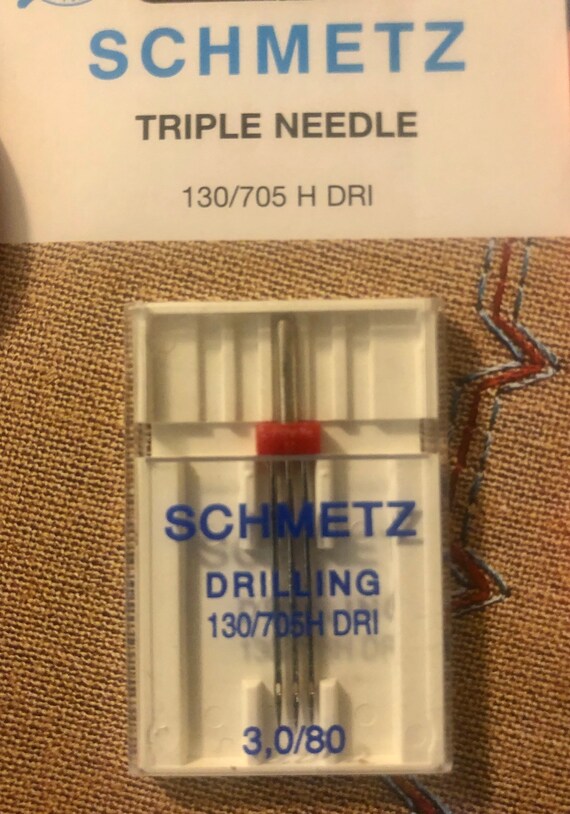 SCHMETZ
TRIPLE NEEDLE
130/705 H DRI
SCHMETZ
DRILLING
130/705H DRI
3,0/80